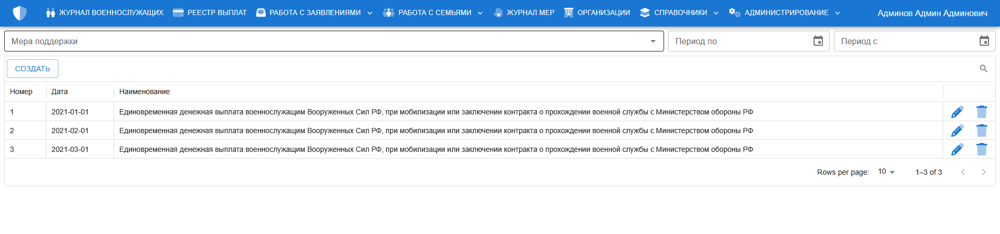 ЖУРНАЛ ВОЕННОСЛУЖАЩИХ РЕЕСТР ВЫПЛАТ РАБОТА С ЗАЯВЛЕНИЯМИ РАБОТА С СЕМЬЯМИ ЖУРНАЛ МЕР ОРГАНИЗАЦИИ СПРАВОЧНИКИ АДМИНИСТРИРОВАНИЕ Админов Админ Админович
Мера поддержки Период по Период с
СОЗДАТЬ
Номер Дата Наименование
1 2021-01-01 Единовременная денежная выплата военнослужащим Вооруженных Сил РФ, при мобилизации или заключении контракта о прохождении военной службы с Министерством обороны РФ
2 2021-02-01 Единовременная денежная выплата военнослужащим Вооруженных Сил РФ, при мобилизации или заключении контракта о прохождении военной службы с Министерством обороны РФ
3 2021-03-01 Единовременная денежная выплата военнослужащим Вооруженных Сил РФ, при мобилизации или заключении контракта о прохождении военной службы с Министерством обороны РФ
Rows per page: 10 1–3 of 3